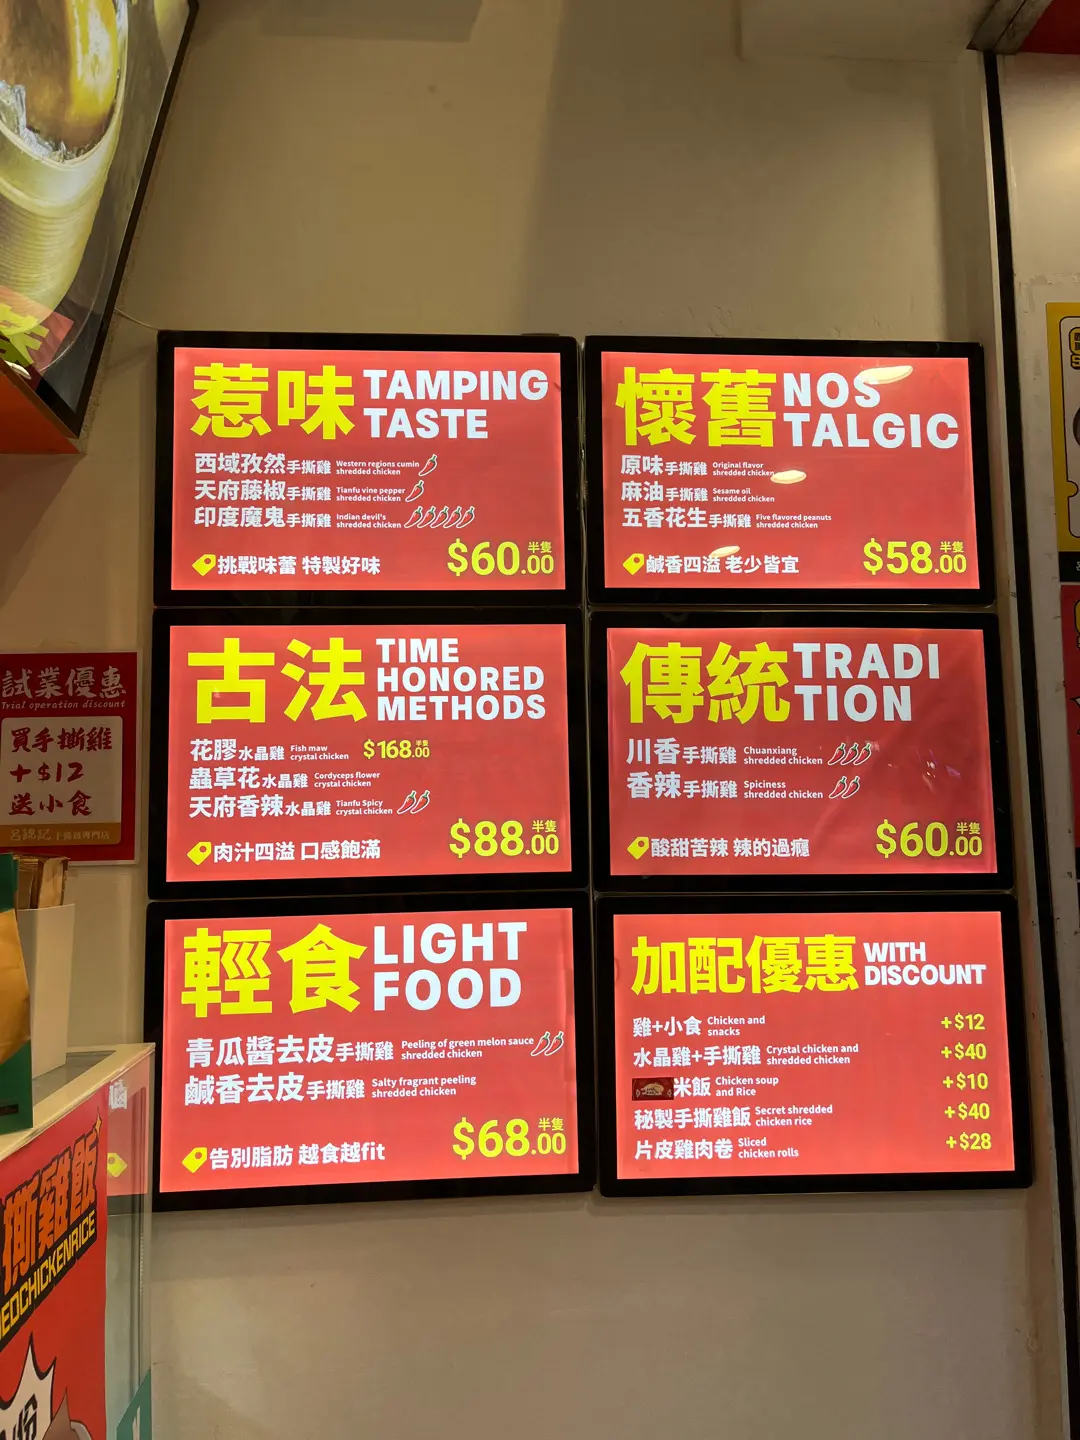 惹味 TAMPING TASTE
西域孜然手撕雞 Western regions cumin shredded chicken
天府藤椒手撕雞 Tianfu vine pepper shredded chicken
印度魔鬼手撕雞 Indian devil's shredded chicken
挑戰味蕾 特製好味 $60.00 半隻
懷舊 NOS TALGIC
原味手撕雞 Original flavor shredded chicken
麻油手撕雞 Sesame oil shredded chicken
五香花生手撕雞 Five flavored peanuts shredded chicken
鹹香四溢 老少皆宜 $58.00 半隻
古法 TIME HONORED METHODS
花膠水晶雞 Fish maw crystal chicken $168.00 半隻
蟲草花水晶雞 Cordyceps flower crystal chicken
天府香辣水晶雞 Tianfu Spicy crystal chicken
肉汁四溢 口感飽滿 $88.00 半隻
傳統 TRADI TION
川香手撕雞 Chuanxiang shredded chicken
香辣手撕雞 Spiciness shredded chicken
酸甜苦辣 辣的過癮 $60.00 半隻
輕食 LIGHT FOOD
青瓜醬去皮手撕雞 Peeling of green melon sauce shredded chicken
鹹香去皮手撕雞 Salty fragrant peeling shredded chicken
告別脂肪 越食越fit $68.00 半隻
加配優惠 WITH DISCOUNT
雞+小食 Chicken and snacks +$12
水晶雞+手撕雞 Crystal chicken and shredded chicken +$40
米飯 Chicken soup and Rice +$10
秘製手撕雞飯 Secret shredded chicken rice +$40
片皮雞肉卷 Sliced chicken rolls +$28
試業優惠
Trial operation discount
買手撕雞
+$12
送小食
撕雞飯
EDCHICKENRICE